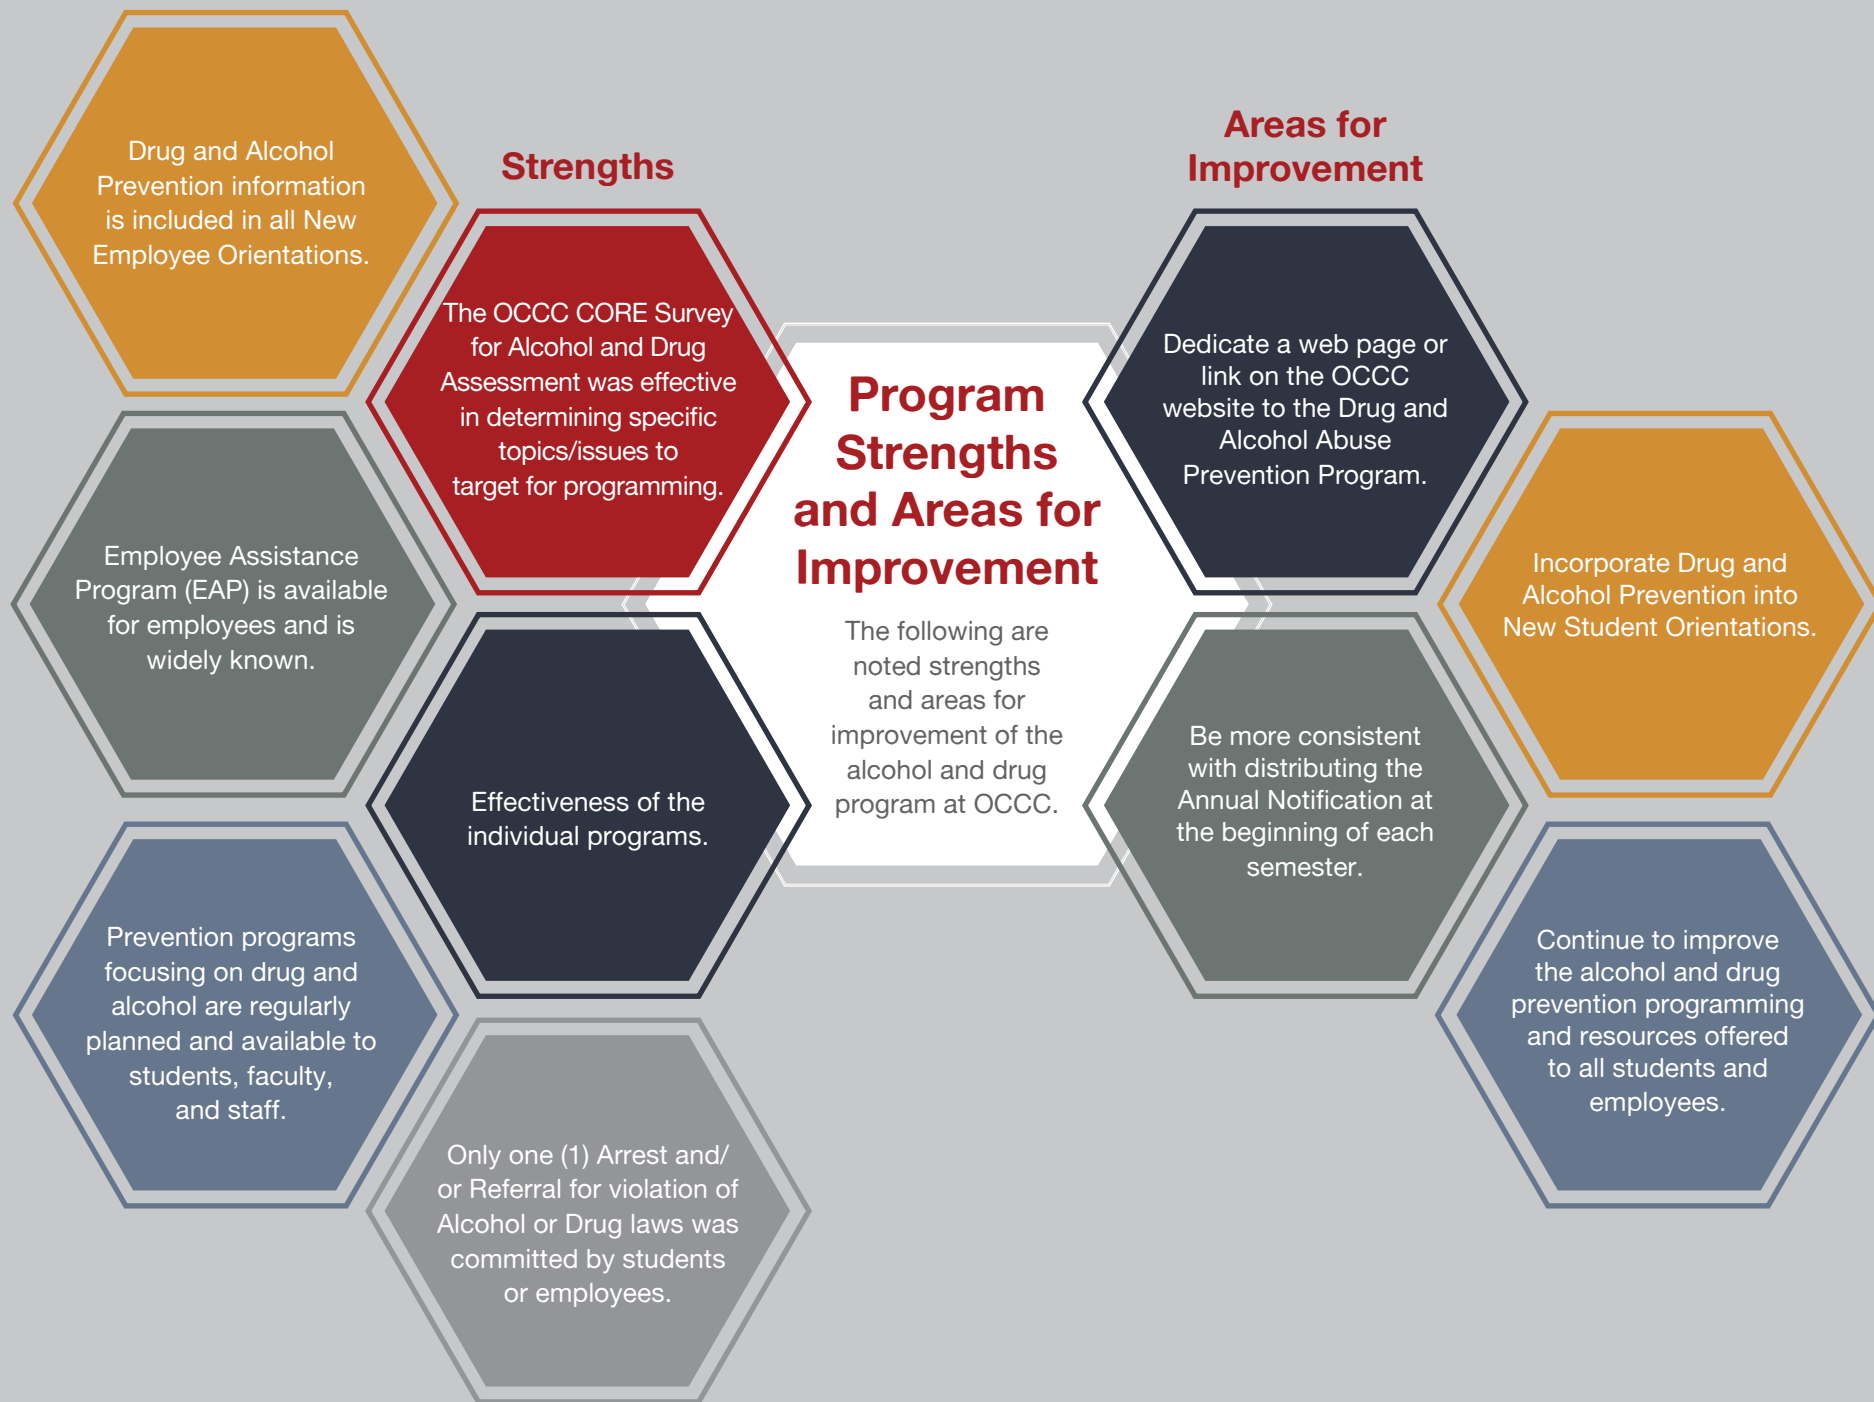 Drug and Alcohol
Prevention information
is included in all New
Employee Orientations.
Employee Assistance
Program (EAP) is available
for employees and is
widely known.
Prevention programs
focusing on drug and
alcohol are regularly
planned and available to
students, faculty,
and staff.
Strengths
The OCCC CORE Survey
for Alcohol and Drug
Assessment was effective
in determining specific
topics/issues to
target for programming.
Effectiveness of the
individual programs.
Only one (1) Arrest and/
or Referral for violation of
Alcohol or Drug laws was
committed by students
or employees.
Program
Strengths
and Areas for
Improvement
The following are
noted strengths
and areas for
improvement of the
alcohol and drug
program at OCCC.
Areas for
Improvement
Dedicate a web page or
link on the OCCC
website to the Drug and
Alcohol Abuse
Prevention Program.
Be more consistent
with distributing the
Annual Notification at
the beginning of each
semester.
Incorporate Drug and
Alcohol Prevention into
New Student Orientations.
Continue to improve
the alcohol and drug
prevention programming
and resources offered
to all students and
employees.